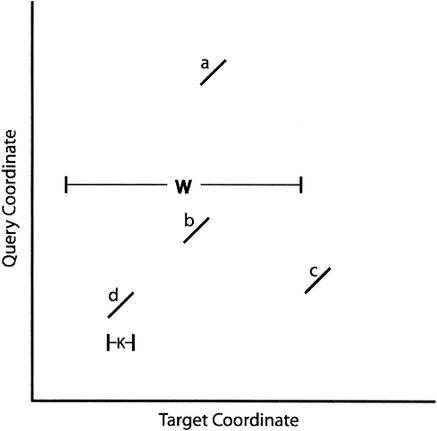 a
W
b
c
d
K
Query Coordinate
Target Coordinate